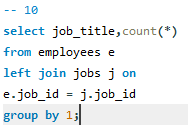 -- 10
select job_title,count(*)
from employees e
left join jobs j on
e.job_id = j.job_id
group by 1;